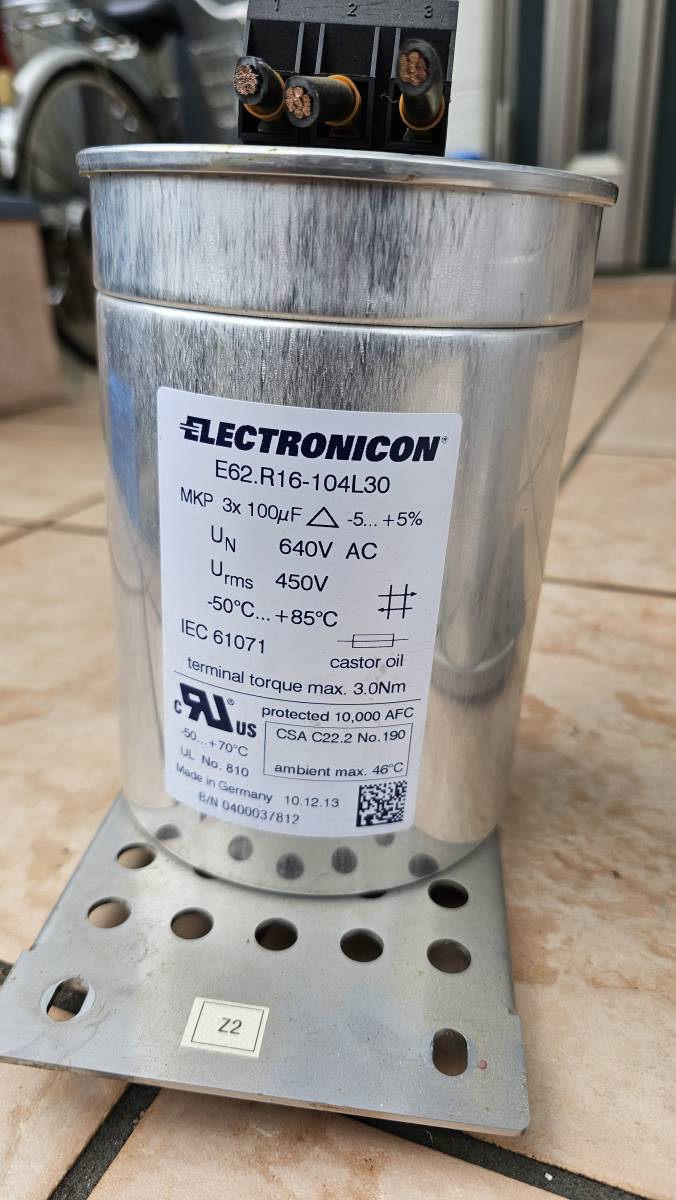 1 2 3
ELECTRONICON®
E62.R16-104L30
MKP 3x 100µF △ -5... +5%
UN 640V AC
Urms 450V
-50°C... +85°C
IEC 61071
castor oil
terminal torque max. 3.0Nm
c RU® US
protected 10,000 AFC
-50...+70°C
CSA C22.2 No.190
UL No. 810
ambient max. 46°C
Made in Germany 10.12.13
B/N 0400037812
Z2